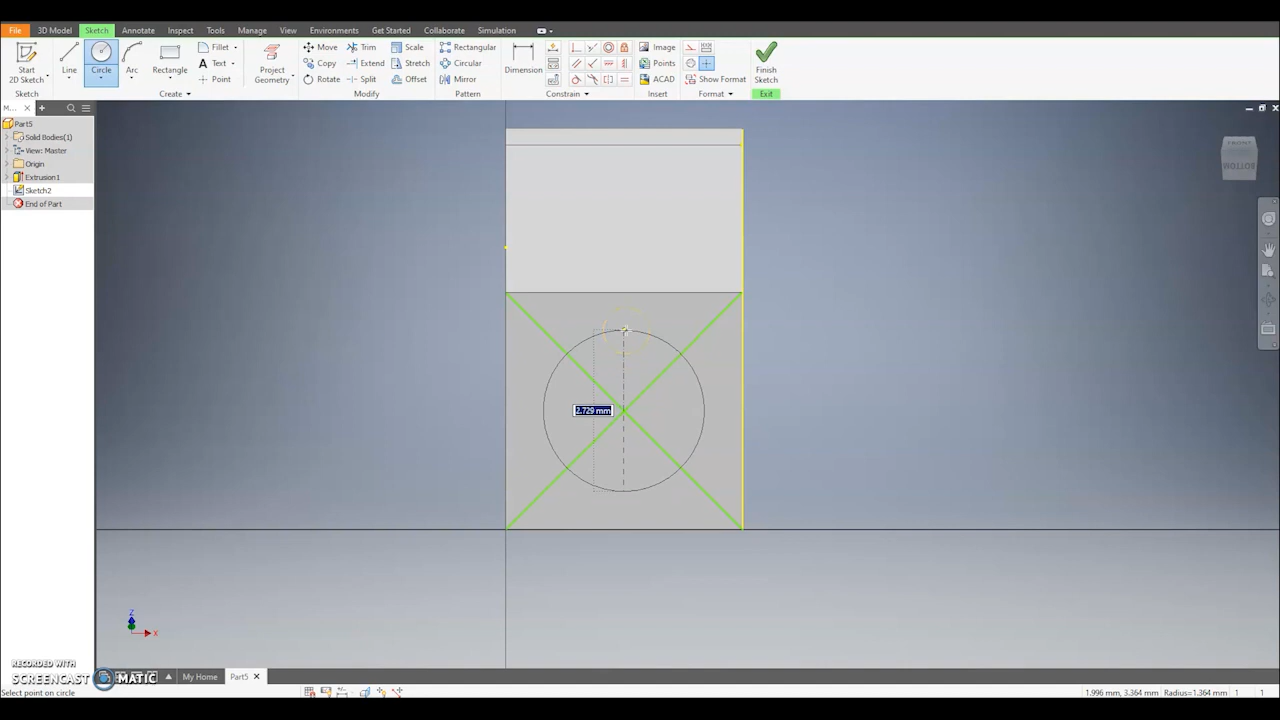 File 3D Model Sketch Annotate Inspect Tools Manage View Environments Get Started Collaborate Simulation
Start
2D Sketch
Line
Circle
Arc
Rectangle
Fillet
Text
Point
Project
Geometry
Move
Copy
Rotate
Trim
Extend
Split
Scale
Stretch
Offset
Rectangular
Circular
Mirror
Dimension
Image
Points
ACAD
Show Format
Finish
Sketch
Sketch Create Modify Pattern Constrain Insert Format Exit
M...
Part5
Solid Bodies(1)
View: Master
Origin
Extrusion1
Sketch2
End of Part
FRONT
BOTTOM
2.729 mm
Z
X
RECORDED WITH
SCREENCAST MATIC
My Home Part5
Select point on circle
1.996 mm, 3.364 mm Radius=1.364 mm 1 1